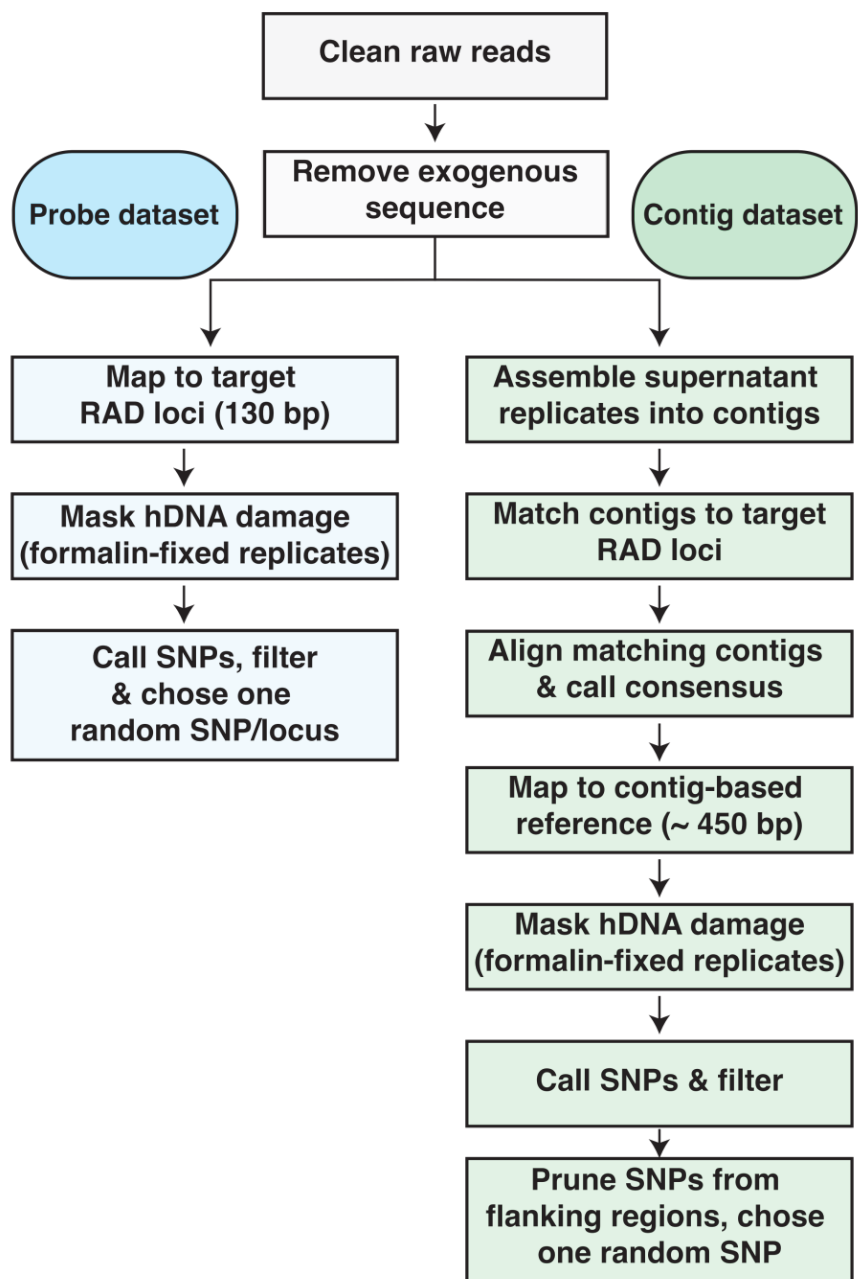 Clean raw reads
Remove exogenous
sequence
Probe dataset
Contig dataset
Map to target
RAD loci (130 bp)
Mask hDNA damage
(formalin-fixed replicates)
Call SNPs, filter
& chose one
random SNP/locus
Assemble supernatant
replicates into contigs
Match contigs to target
RAD loci
Align matching contigs
& call consensus
Map to contig-based
reference (~ 450 bp)
Mask hDNA damage
(formalin-fixed replicates)
Call SNPs & filter
Prune SNPs from
flanking regions, chose
one random SNP